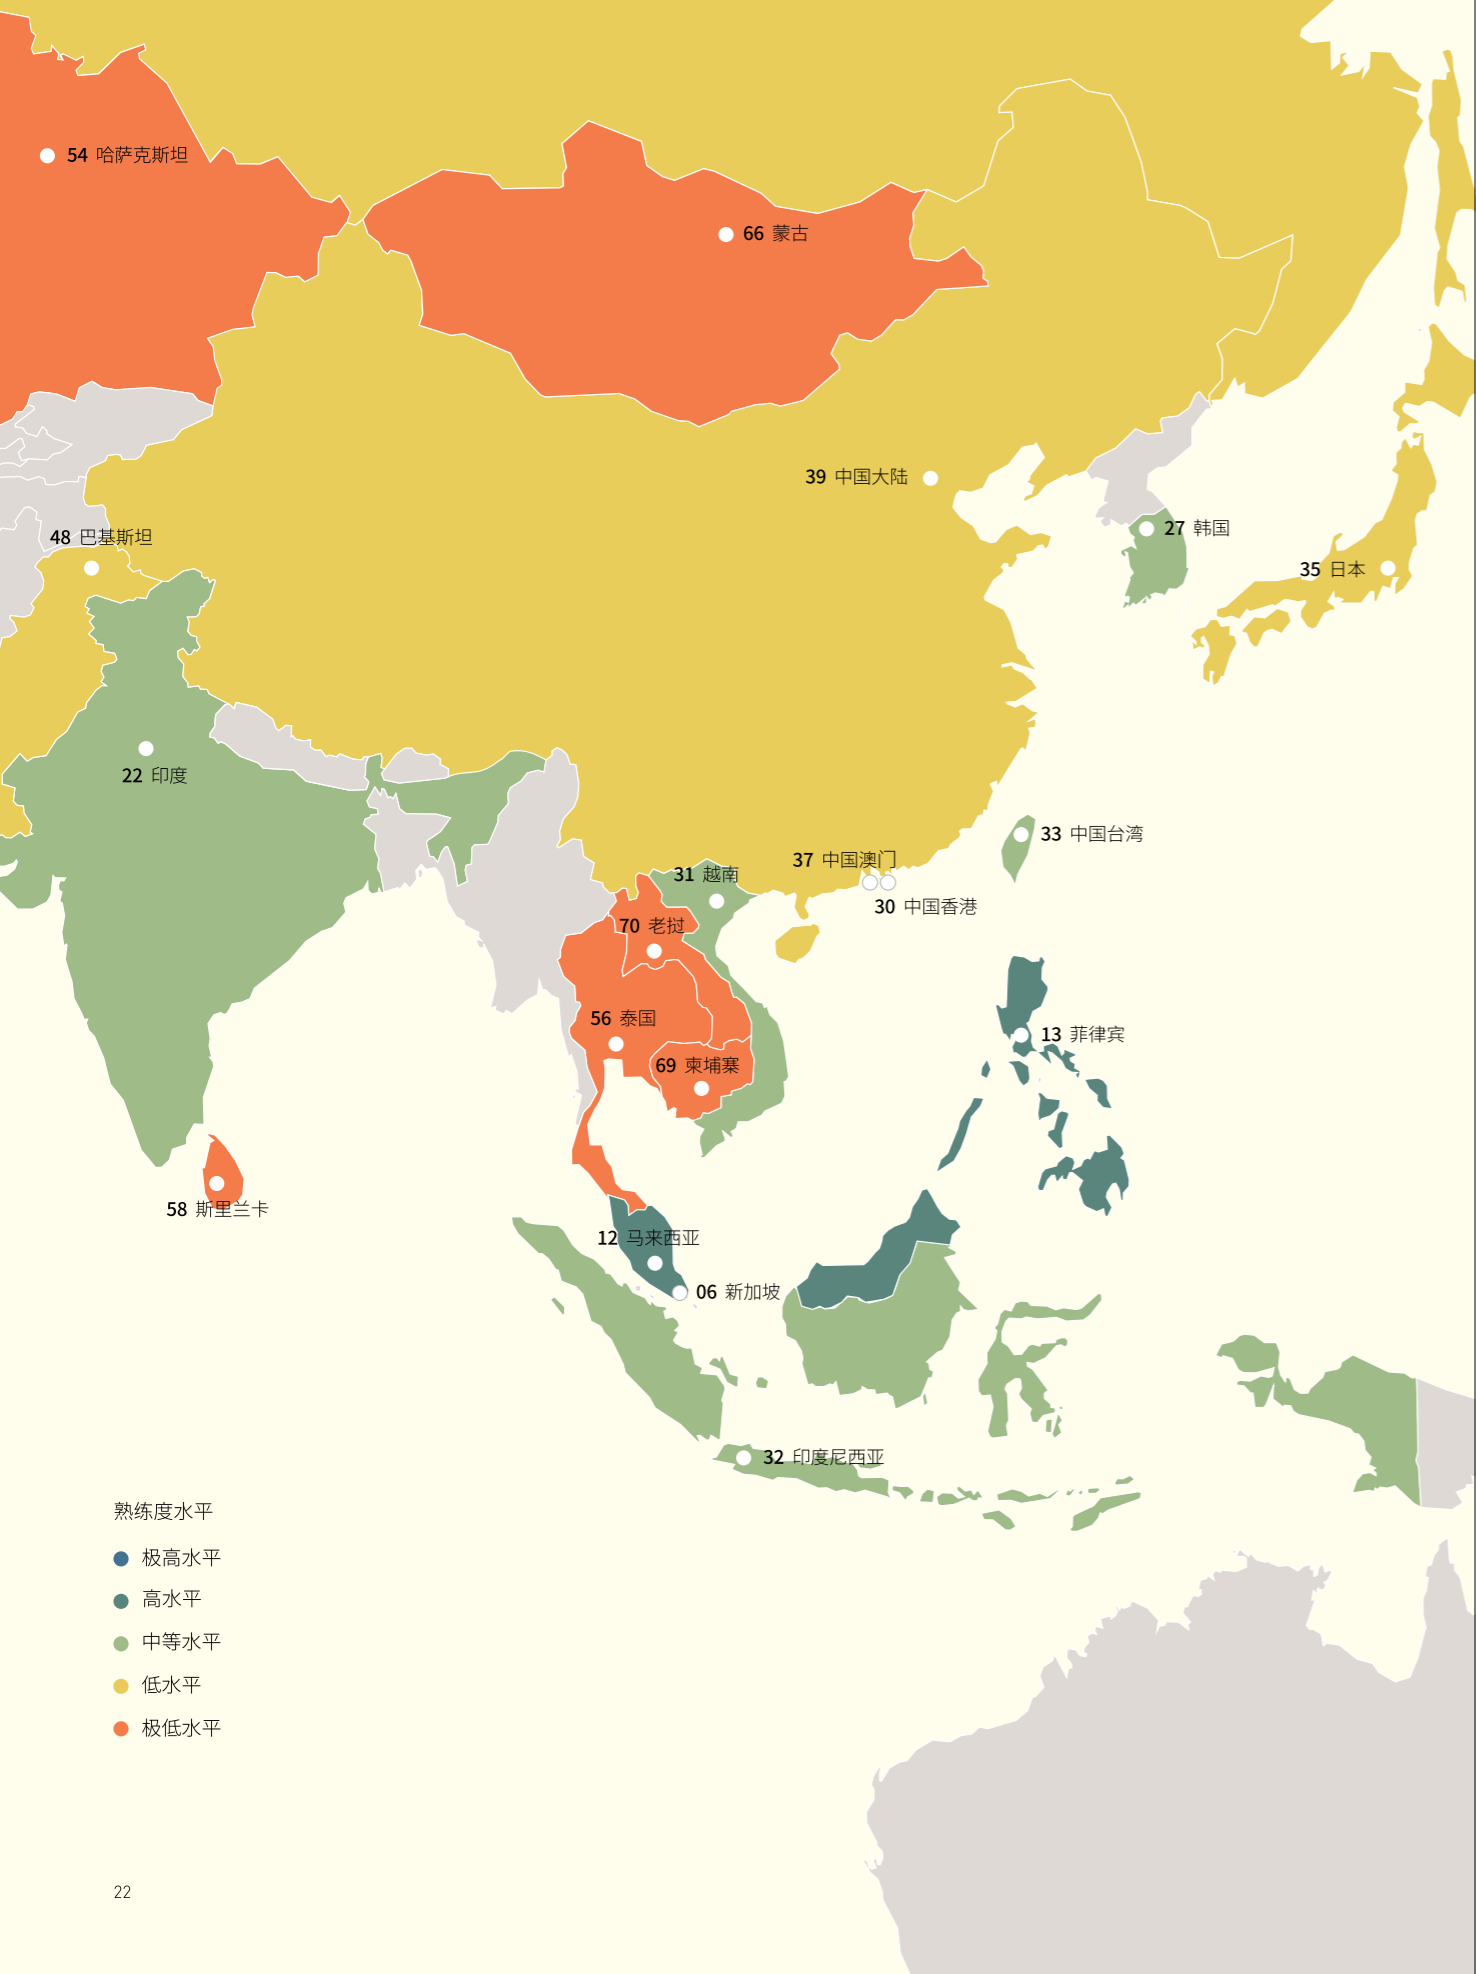 54 哈萨克斯坦
66 蒙古
39 中国大陆
27 韩国
48 巴基斯坦
35 日本
22 印度
33 中国台湾
37 中国澳门
31 越南
30 中国香港
70 老挝
56 泰国
13 菲律宾
69 柬埔寨
58 斯里兰卡
12 马来西亚
06 新加坡
32 印度尼西亚
熟练度水平
极高水平
高水平
中等水平
低水平
极低水平
22